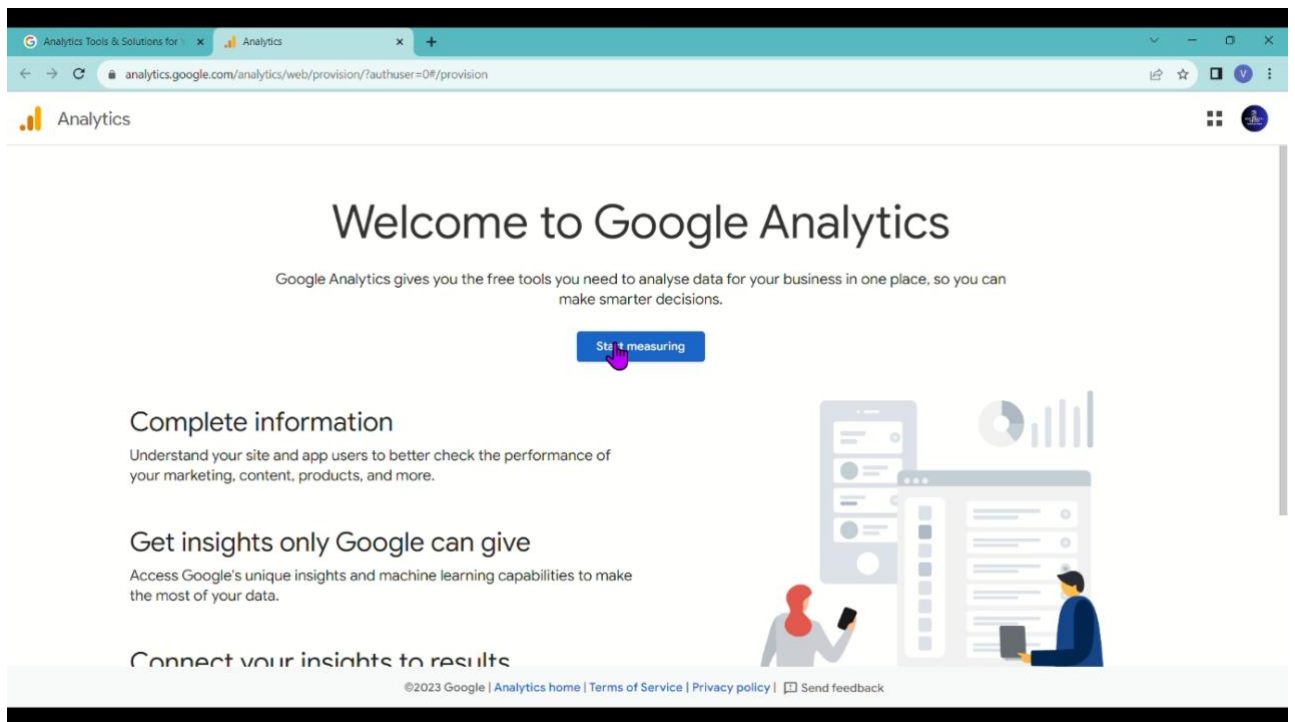 Analytics Tools & Solutions for
Analytics
analytics.google.com/analytics/web/provision/?authuser=0#/provision
V
Analytics
Welcome to Google Analytics
Google Analytics gives you the free tools you need to analyse data for your business in one place, so you can
make smarter decisions.
Start measuring
Complete information
Understand your site and app users to better check the performance of
your marketing, content, products, and more.
Get insights only Google can give
Access Google's unique insights and machine learning capabilities to make
the most of your data.
Connect your insights to results
©2023 Google | Analytics home | Terms of Service | Privacy policy | Send feedback